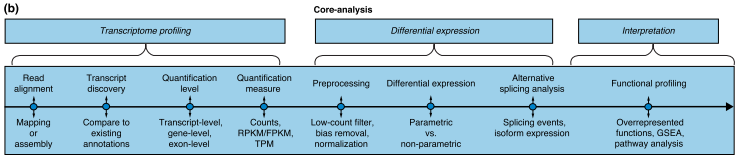 (b)
Core-analysis
Transcriptome profiling
Differential expression
Interpretation
Read
alignment
Transcript
discovery
Quantification
level
Quantification
measure
Preprocessing
Differential expression
Alternative
splicing analysis
Functional profiling
Mapping
or
assembly
Compare to
existing
annotations
Transcript-level,
gene-level,
exon-level
Counts,
RPKM/FPKM,
TPM
Low-count filter,
bias removal,
normalization
Parametric
vs.
non-parametric
Splicing events,
isoform expression
Overrepresented
functions, GSEA,
pathway analysis